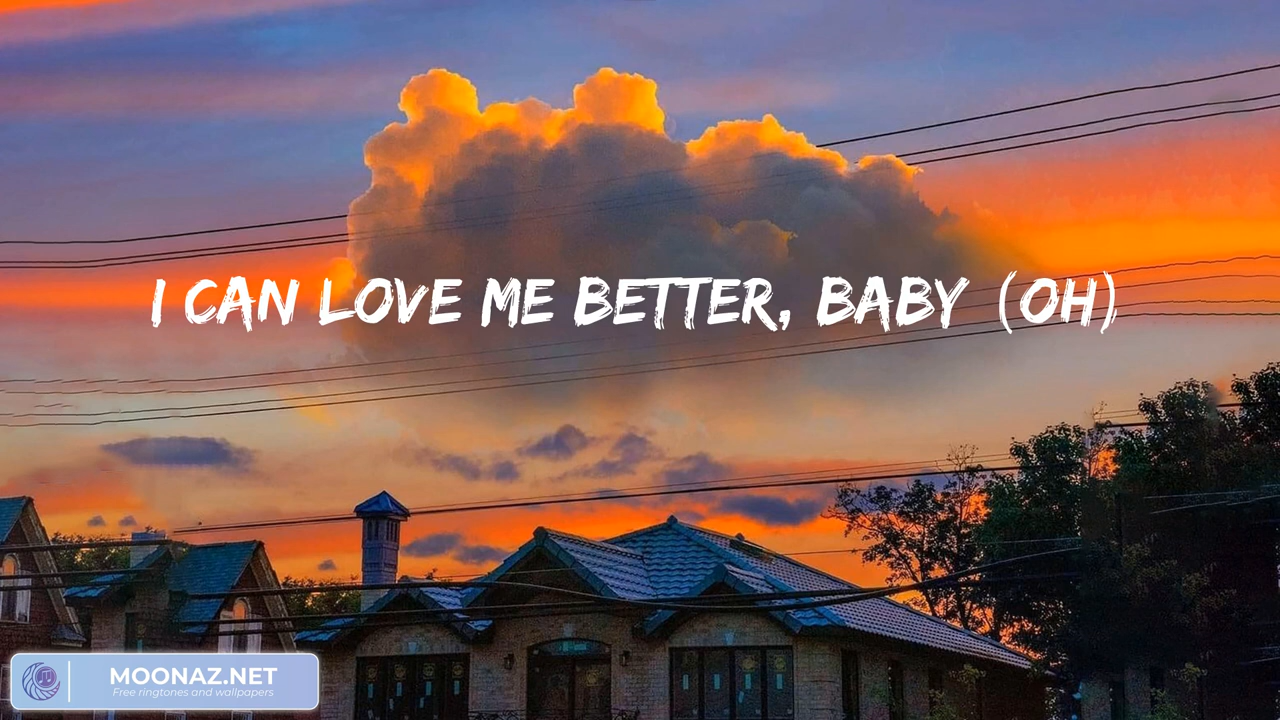 I CAN LOVE ME BETTER, BABY (OH)
MOONAZ.NET
Free ringtones and wallpapers